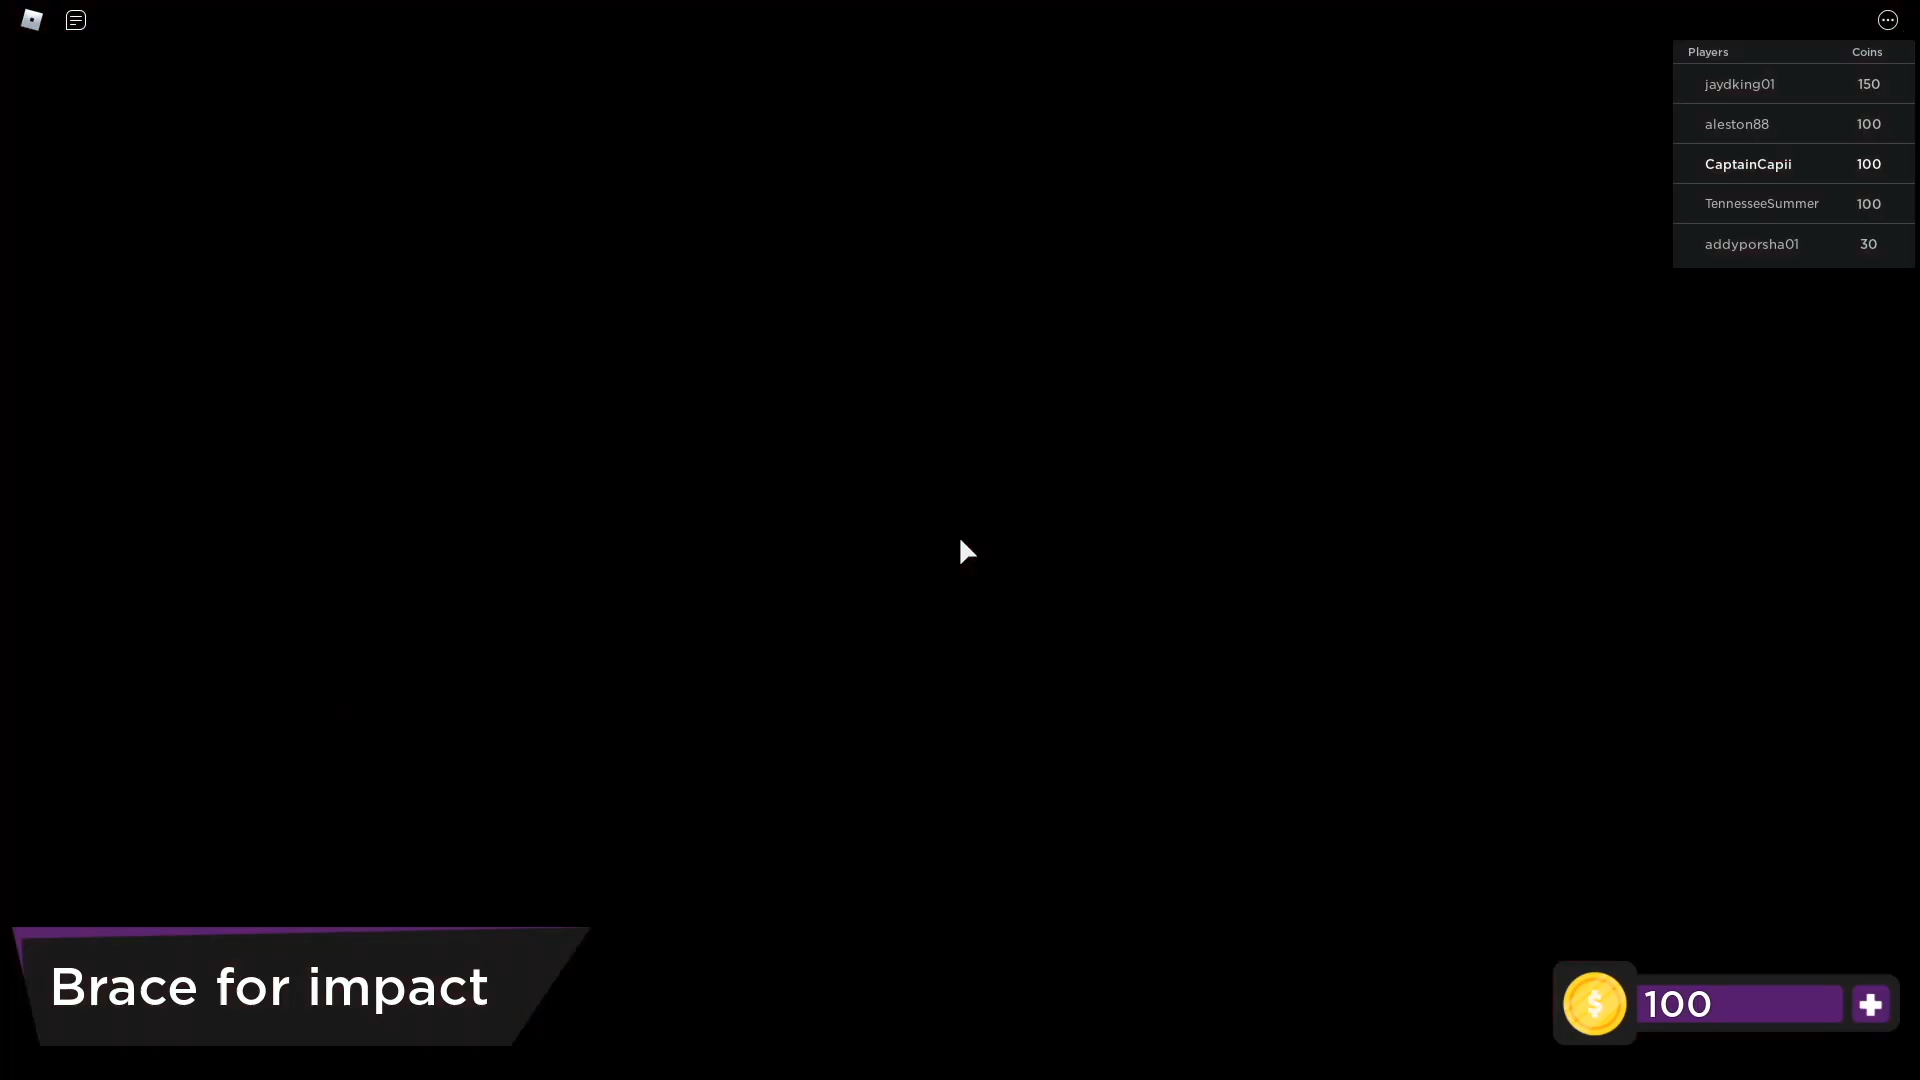 Players Coins
jaydking01 150
aleston88 100
CaptainCapii 100
TennesseeSummer 100
addyporsha01 30
Brace for impact
$ 100